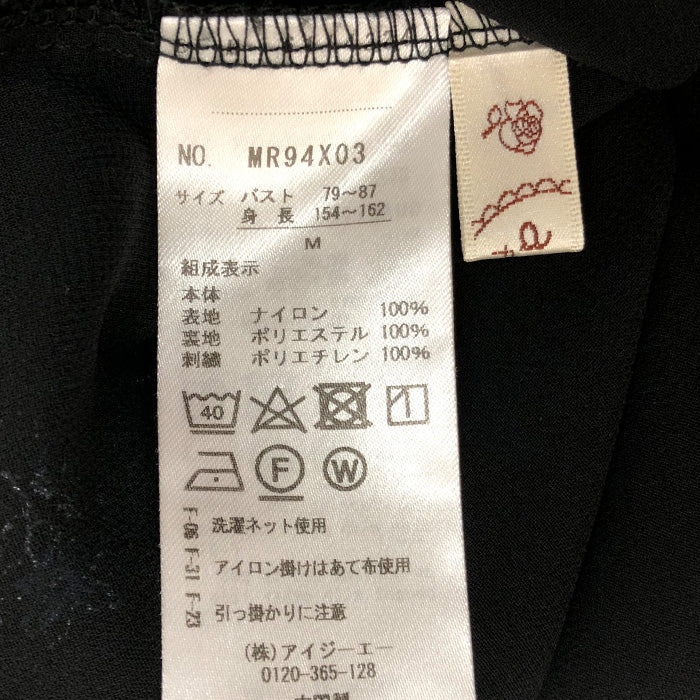 NO. MR94X03
サイズ バスト 79～87
身長 154～162
M
組成表示
本体
表地 ナイロン 100%
裏地 ポリエステル 100%
刺繍 ポリエチレン 100%
40
F W
F-06 F-31 F-23
洗濯ネット使用
アイロン掛けはあて布使用
引っ掛かりに注意
(株)アイジーエー
0120-365-128